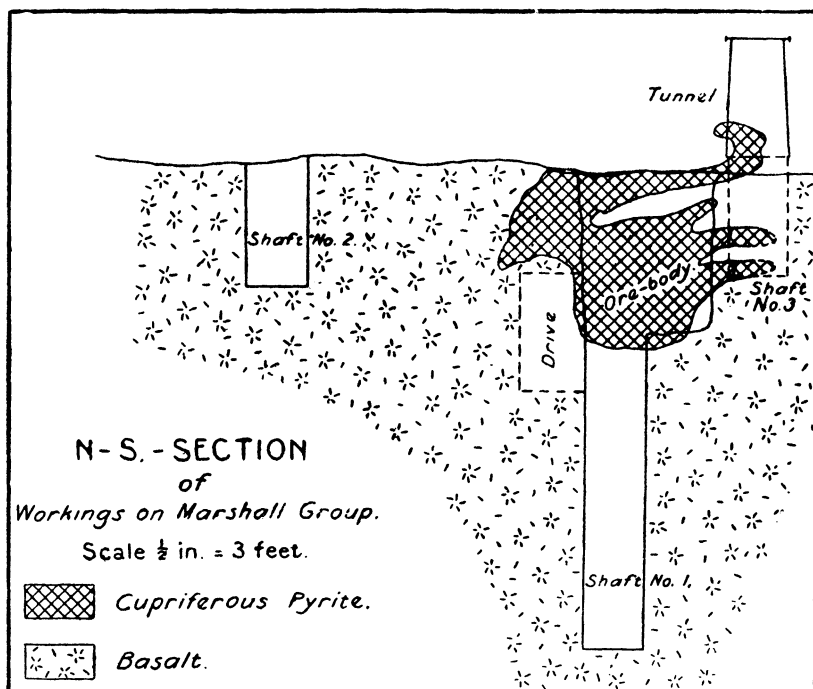 Tunnel
Shaft No. 2.
Ore-body
Shaft
No. 3
Drive
N-S.-SECTION
of
Workings on Marshall Group.
Scale ½ in. = 3 feet.
Shaft No. 1.
Cupriferous Pyrite.
Basalt.